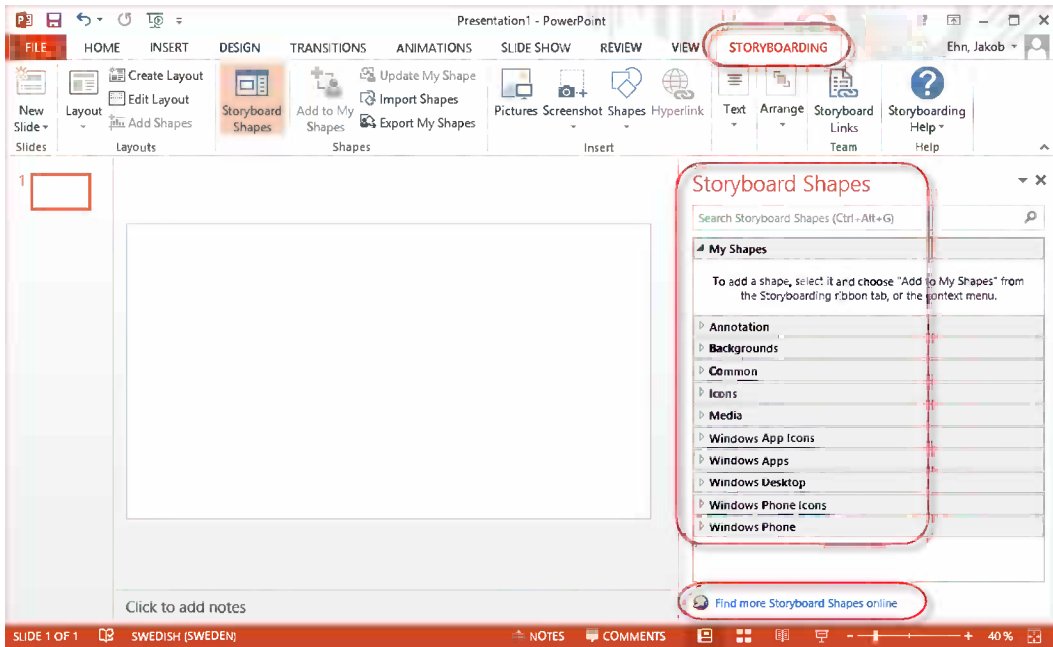 Presentation1 - PowerPoint
?
FILE HOME INSERT DESIGN TRANSITIONS ANIMATIONS SLIDE SHOW REVIEW VIEW STORYBOARDING Ehn, Jakob
New Slide
Layout
Create Layout
Edit Layout
Add Shapes
Storyboard Shapes
Add to My Shapes
Update My Shape
Import Shapes
Export My Shapes
Pictures Screenshot Shapes Hyperlink
Text Arrange
Storyboard Links
Storyboarding Help
Slides Layouts Shapes Insert Team Help
1
Storyboard Shapes
Search Storyboard Shapes (Ctrl+Alt+G)
My Shapes
To add a shape, select it and choose "Add to My Shapes" from
the Storyboarding ribbon tab, or the context menu.
Annotation
Backgrounds
Common
Icons
Media
Windows App Icons
Windows Apps
Windows Desktop
Windows Phone Icons
Windows Phone
Find more Storyboard Shapes online
Click to add notes
SLIDE 1 OF 1 SWEDISH (SWEDEN) NOTES COMMENTS - + 40 %